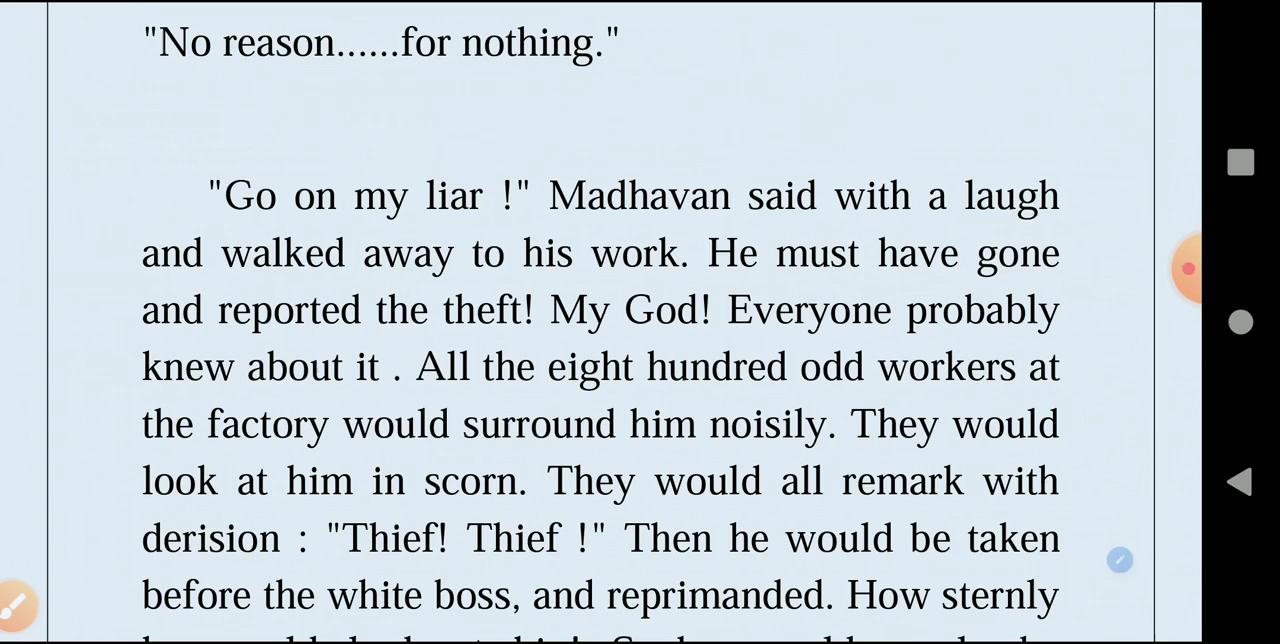 "No reason......for nothing."
"Go on my liar !" Madhavan said with a laugh
and walked away to his work. He must have gone
and reported the theft! My God! Everyone probably
knew about it . All the eight hundred odd workers at
the factory would surround him noisily. They would
look at him in scorn. They would all remark with
derision : "Thief! Thief !" Then he would be taken
before the white boss, and reprimanded. How sternly